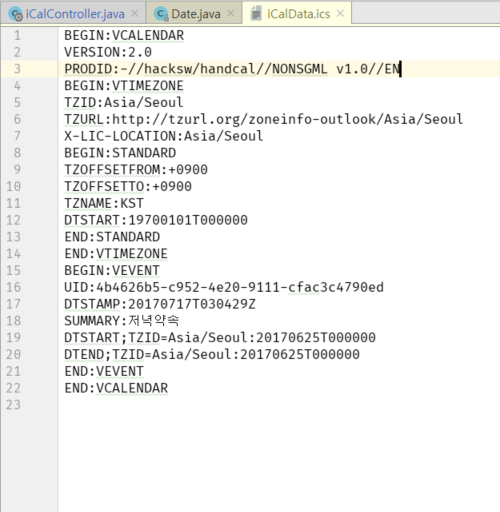 iCalController.java Date.java iCalData.ics
1 BEGIN:VCALENDAR
2 VERSION:2.0
3 PRODID:-//hacksw/handcal//NONSGML v1.0//EN
4 BEGIN:VTIMEZONE
5 TZID:Asia/Seoul
6 TZURL:http://tzurl.org/zoneinfo-outlook/Asia/Seoul
7 X-LIC-LOCATION:Asia/Seoul
8 BEGIN:STANDARD
9 TZOFFSETFROM:+0900
10 TZOFFSETTO:+0900
11 TZNAME:KST
12 DTSTART:19700101T000000
13 END:STANDARD
14 END:VTIMEZONE
15 BEGIN:VEVENT
16 UID:4b4626b5-c952-4e20-9111-cfac3c4790ed
17 DTSTAMP:20170717T030429Z
18 SUMMARY:저녁약속
19 DTSTART;TZID=Asia/Seoul:20170625T000000
20 DTEND;TZID=Asia/Seoul:20170625T000000
21 END:VEVENT
22 END:VCALENDAR
23